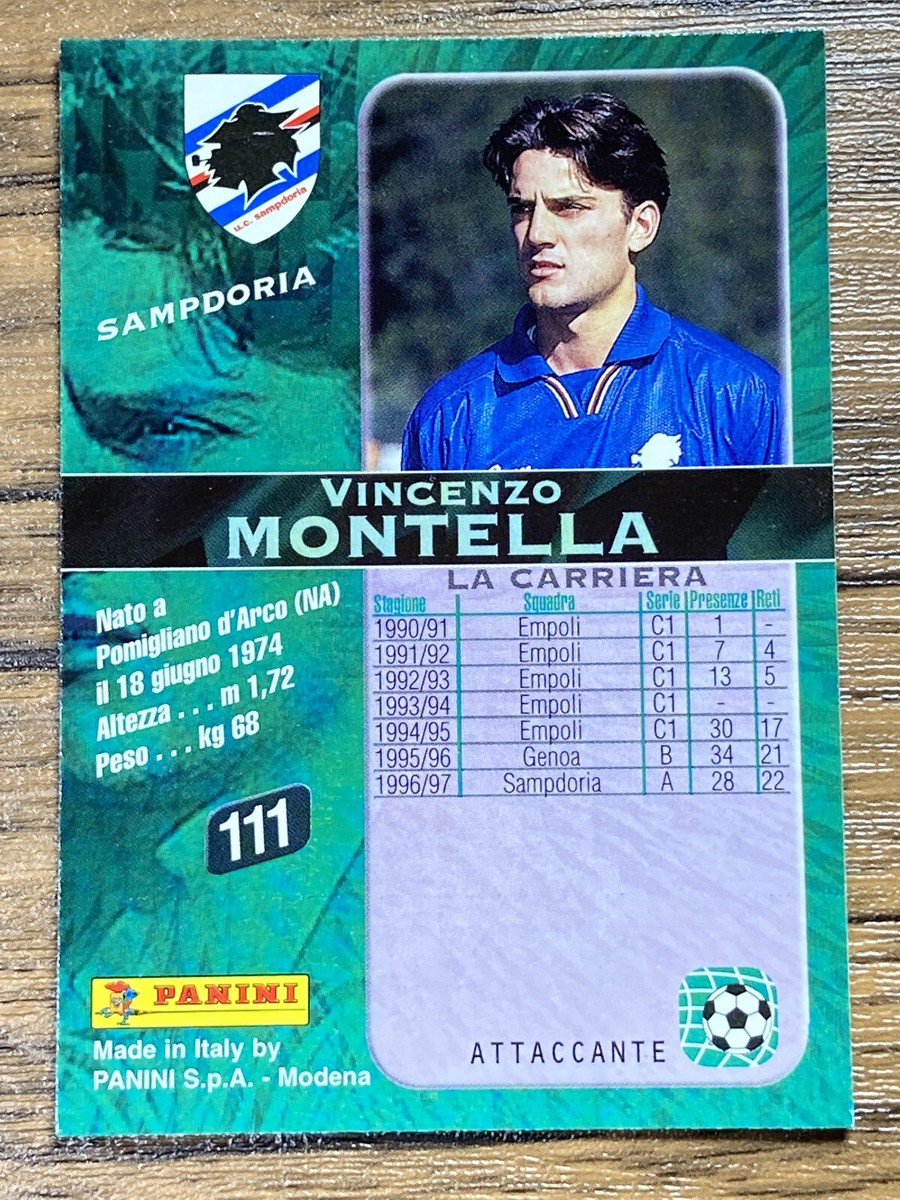 u.c. sampdoria
SAMPDORIA
VINCENZO
MONTELLA
Nato a
Pomigliano d'Arco (NA)
il 18 giugno 1974
Altezza . . . m 1,72
Peso . . . kg 68
111
LA CARRIERA
Stagione Squadra Serie Presenze Reti
1990/91 Empoli C1 1 -
1991/92 Empoli C1 7 4
1992/93 Empoli C1 13 5
1993/94 Empoli C1 - -
1994/95 Empoli C1 30 17
1995/96 Genoa B 34 21
1996/97 Sampdoria A 28 22
PANINI
Made in Italy by
PANINI S.p.A. - Modena
ATTACCANTE